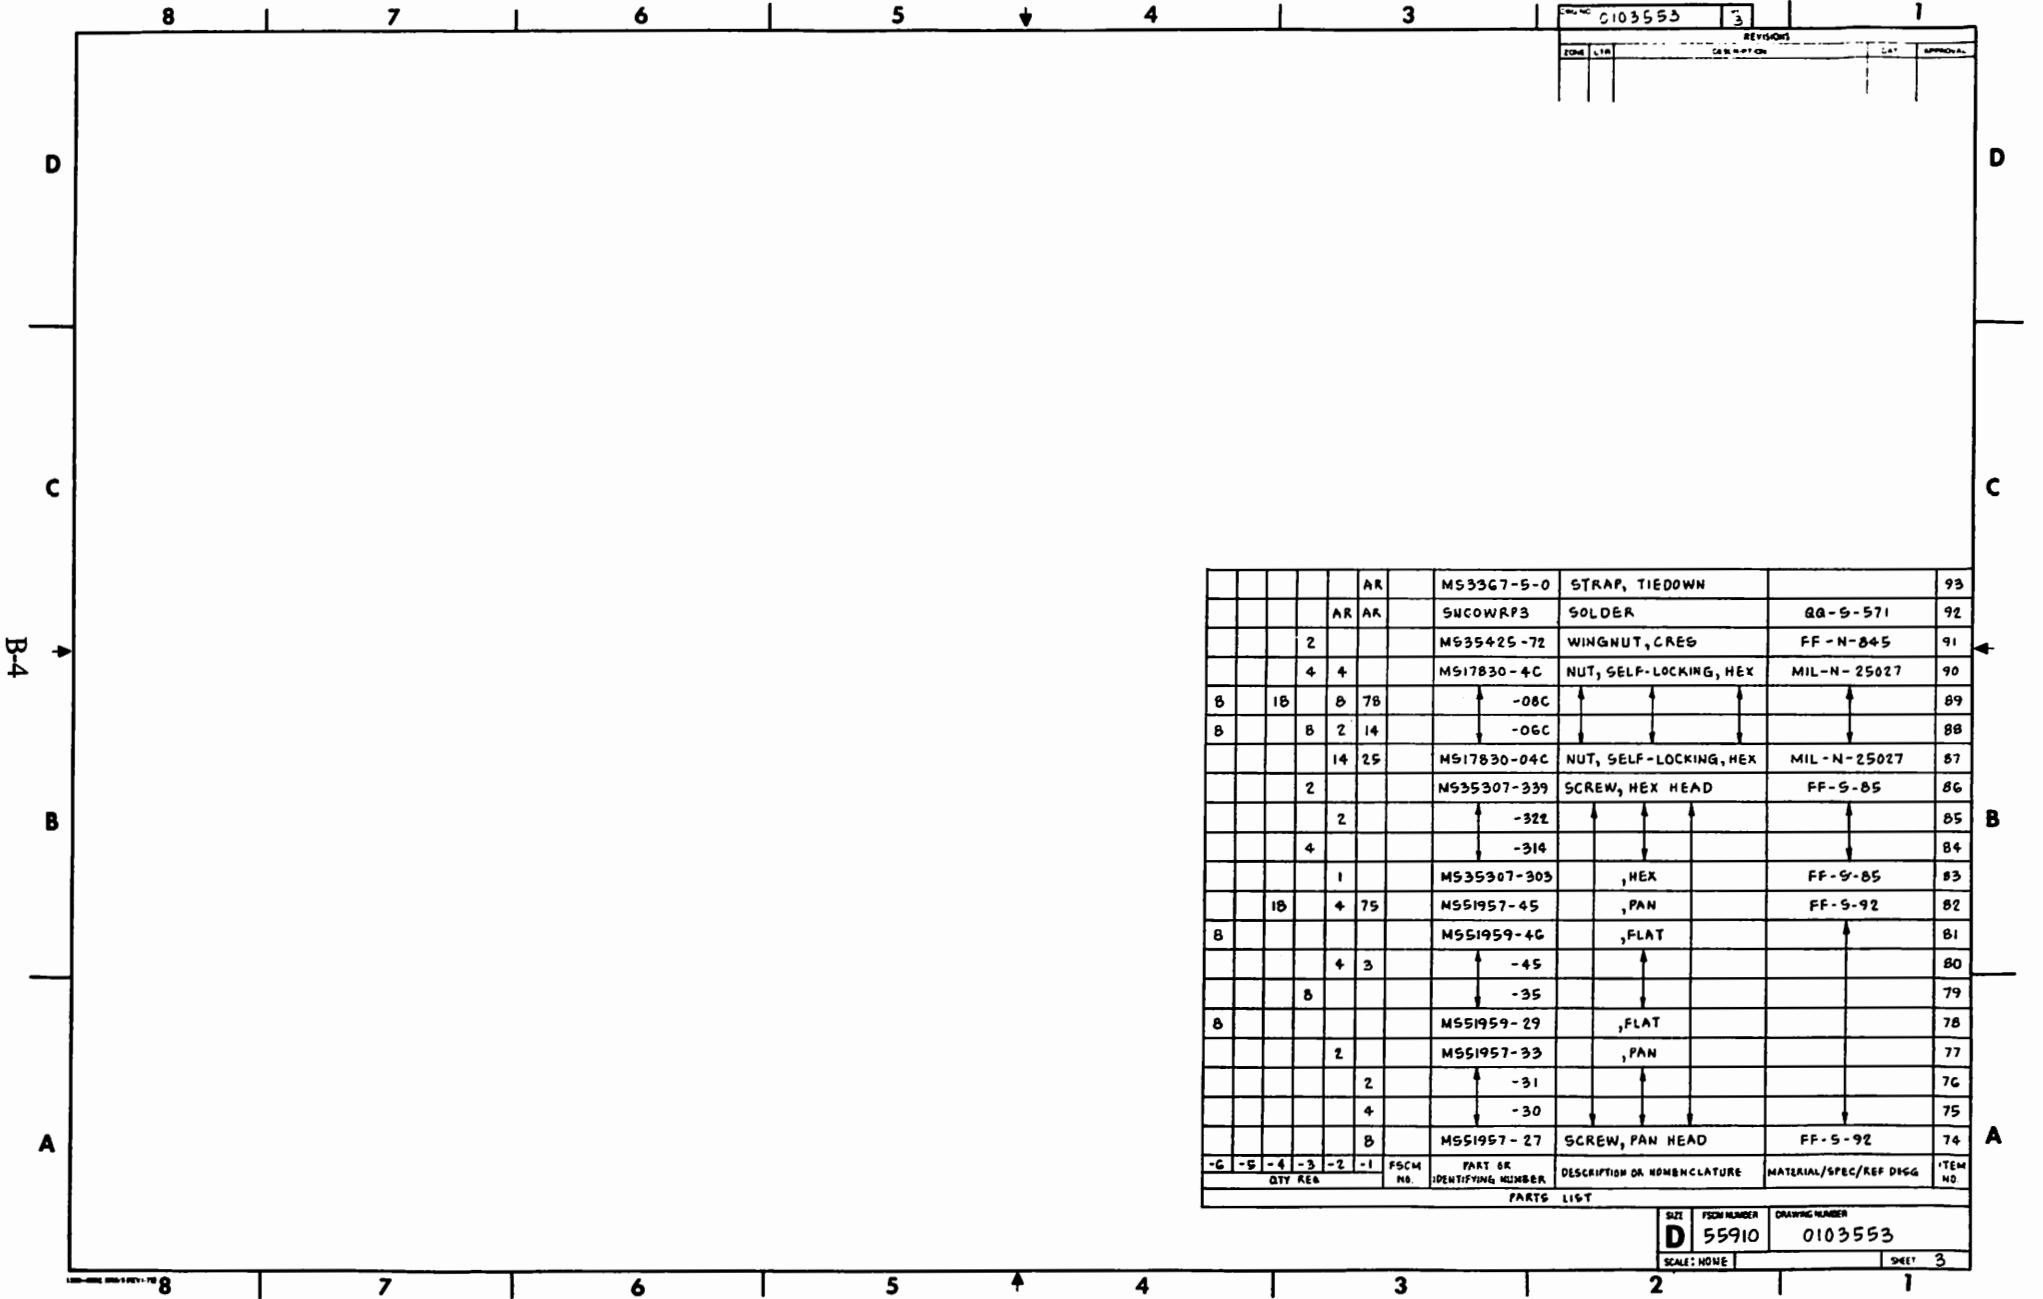 8 7 6 5 4 3 1
DWG NO 0103553 3
REVISIONS
ZONE LTR DESCRIPTION DATE APPROVAL
D D
C C
B-4
AR MS3367-5-0 STRAP, TIEDOWN 93
AR AR SNCOWRP3 SOLDER QQ-S-571 92
2 MS35425-72 WINGNUT, CRES FF-N-845 91
4 4 MS17830-4C NUT, SELF-LOCKING, HEX MIL-N-25027 90
8 18 8 78 -08C 89
8 8 2 14 -06C 88
14 25 MS17830-04C NUT, SELF-LOCKING, HEX MIL-N-25027 87
2 MS35307-339 SCREW, HEX HEAD FF-S-85 86
2 -322 85
B B
4 -314 84
1 MS35307-303 ,HEX FF-S-85 83
18 4 75 MS51957-45 ,PAN FF-S-92 82
8 MS51959-46 ,FLAT 81
4 3 -45 80
8 -35 79
8 MS51959-29 ,FLAT 78
2 MS51957-33 ,PAN 77
2 -31 76
4 -30 75
A A
8 MS51957-27 SCREW, PAN HEAD FF-S-92 74
-6 -5 -4 -3 -2 -1 FSCM NO. PART OR IDENTIFYING NUMBER DESCRIPTION OR NOMENCLATURE MATERIAL/SPEC/REF DESG ITEM NO.
QTY REQ
PARTS LIST
SIZE FSCM NUMBER DRAWING NUMBER
D 55910 0103553
SCALE: NONE SHEET 3
8 7 6 5 4 3 2 1